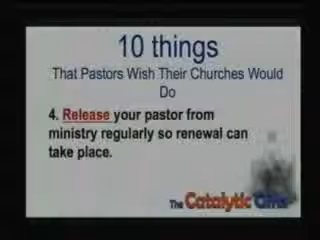 10 things
That Pastors Wish Their Churches Would
Do
4. Release your pastor from
ministry regularly so renewal can
take place.
The Catalytic